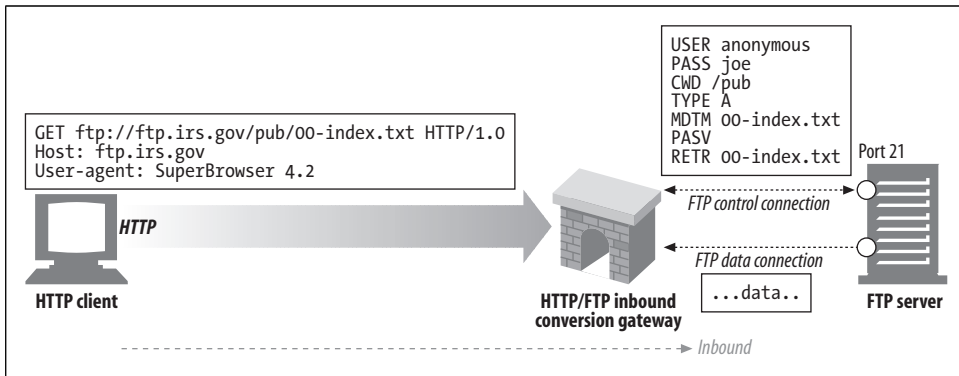 USER anonymous
PASS joe
CWD /pub
TYPE A
MDTM 00-index.txt
PASV
RETR 00-index.txt
GET ftp://ftp.irs.gov/pub/00-index.txt HTTP/1.0
Host: ftp.irs.gov
User-agent: SuperBrowser 4.2
Port 21
HTTP
FTP control connection
FTP data connection
...data..
HTTP client
HTTP/FTP inbound
conversion gateway
FTP server
Inbound